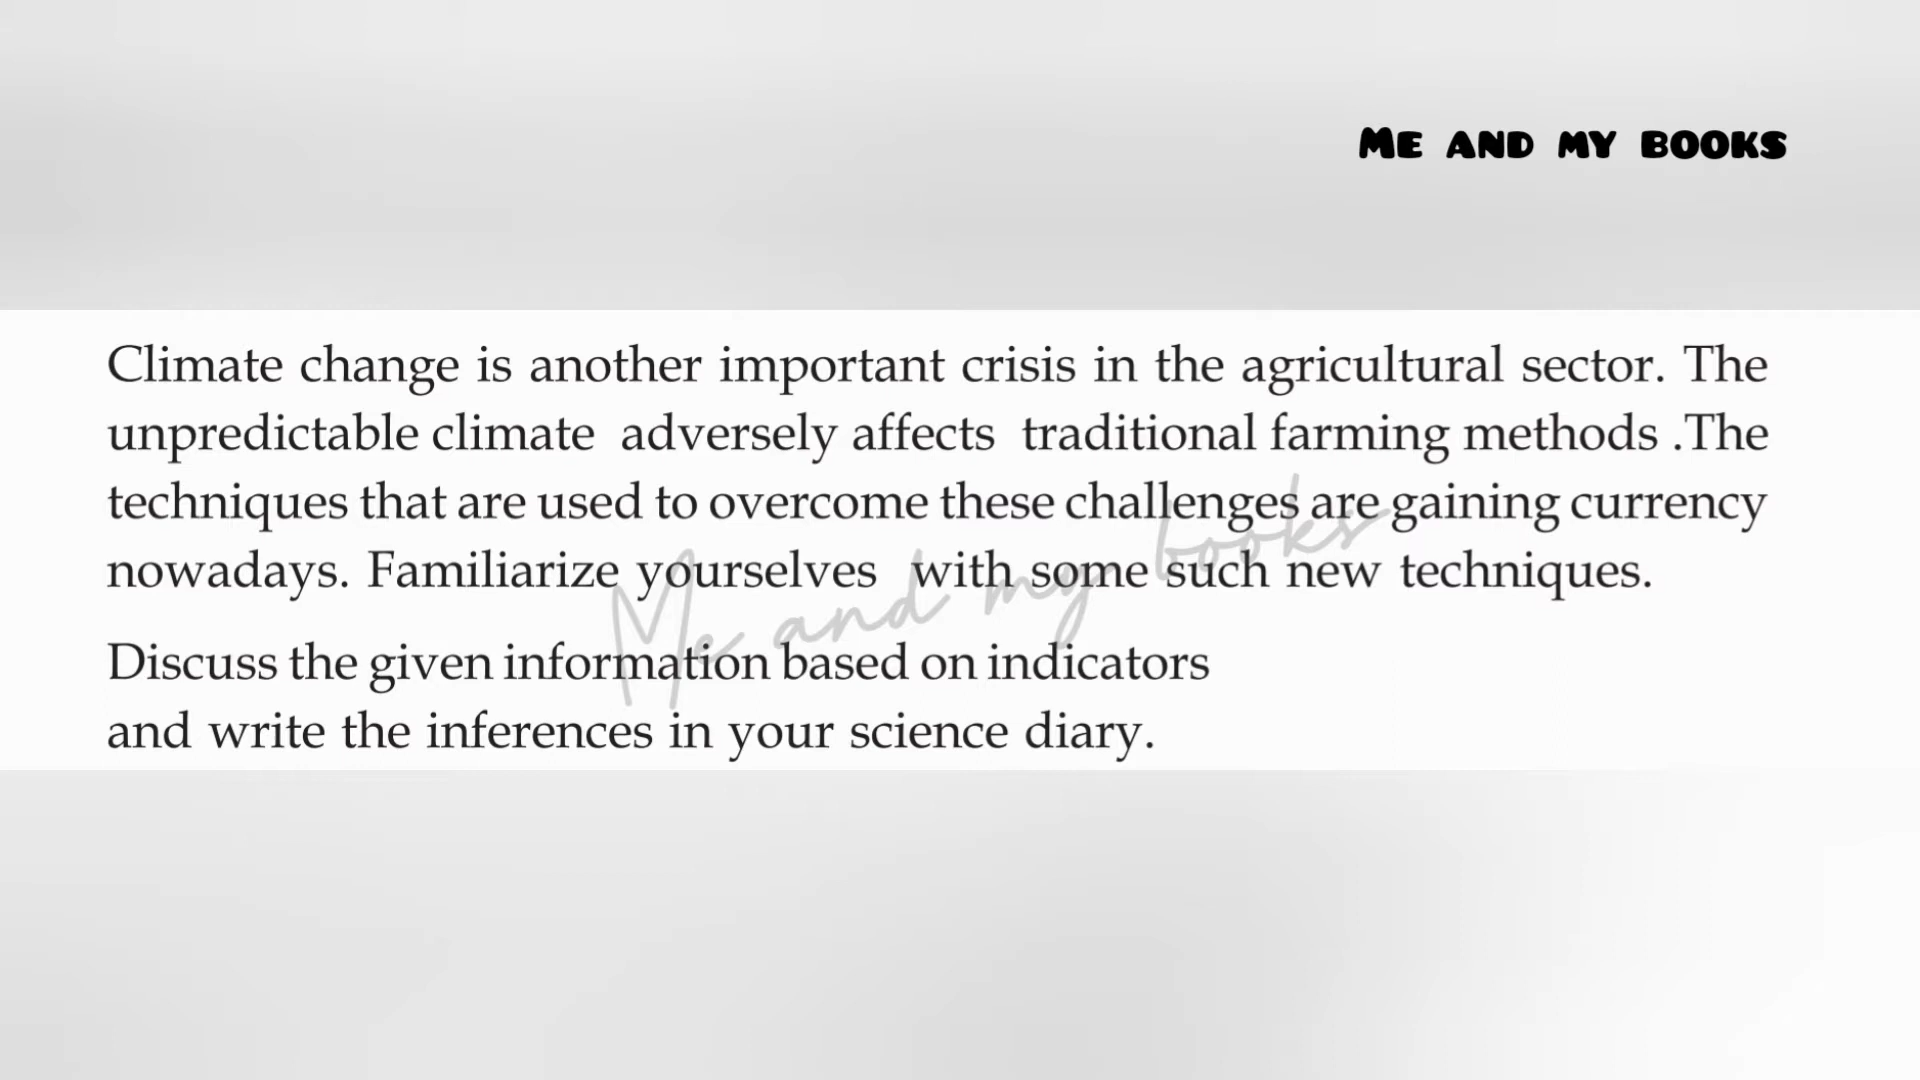 Me and my books
Climate change is another important crisis in the agricultural sector. The
unpredictable climate adversely affects traditional farming methods .The
techniques that are used to overcome these challenges are gaining currency
nowadays. Familiarize yourselves with some such new techniques.
Me and my books
Discuss the given information based on indicators
and write the inferences in your science diary.